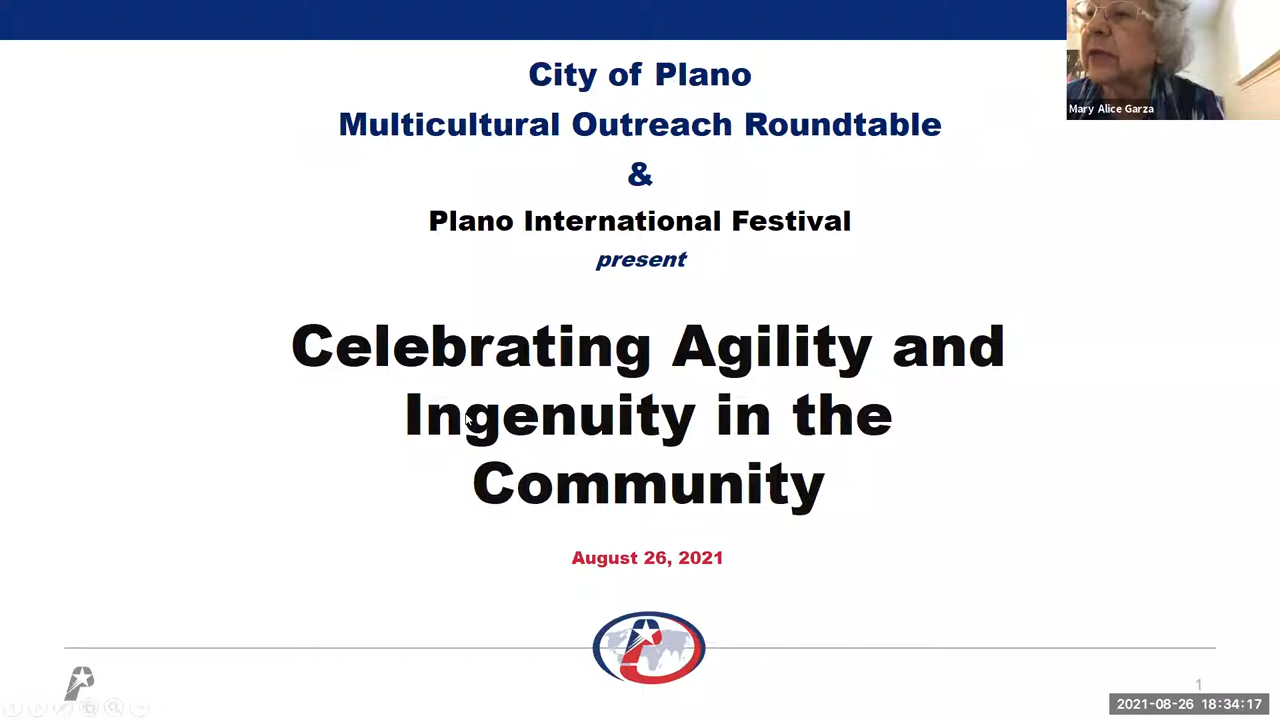 City of Plano
Mary Alice Garza
Multicultural Outreach Roundtable
&
Plano International Festival
present
Celebrating Agility and
Ingenuity in the
Community
August 26, 2021
1
2021-08-26 18:34:17